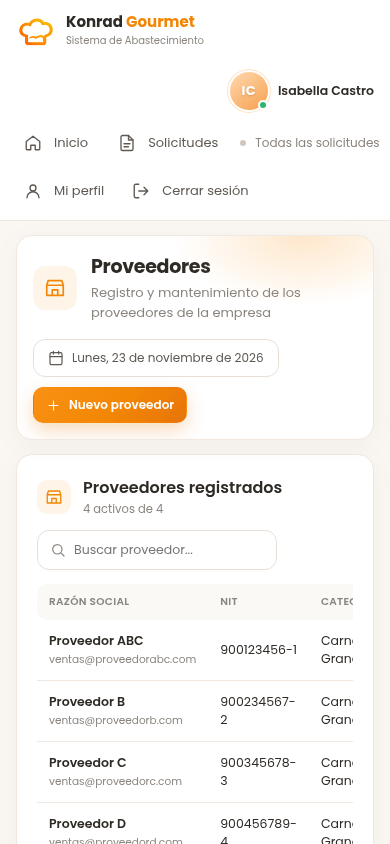 Konrad Gourmet
Sistema de Abastecimiento
IC
Isabella Castro
Inicio
Solicitudes
Todas las solicitudes
Mi perfil
Cerrar sesión
Proveedores
Registro y mantenimiento de los
proveedores de la empresa
Lunes, 23 de noviembre de 2026
Nuevo proveedor
Proveedores registrados
4 activos de 4
Buscar proveedor...
RAZÓN SOCIAL
NIT
Proveedor ABC
ventas@proveedorabc.com
900123456-1
Proveedor B
ventas@proveedorb.com
900234567-
2
Proveedor C
ventas@proveedorc.com
900345678-
3
Proveedor D
ventas@proveedord.com
900456789-
4